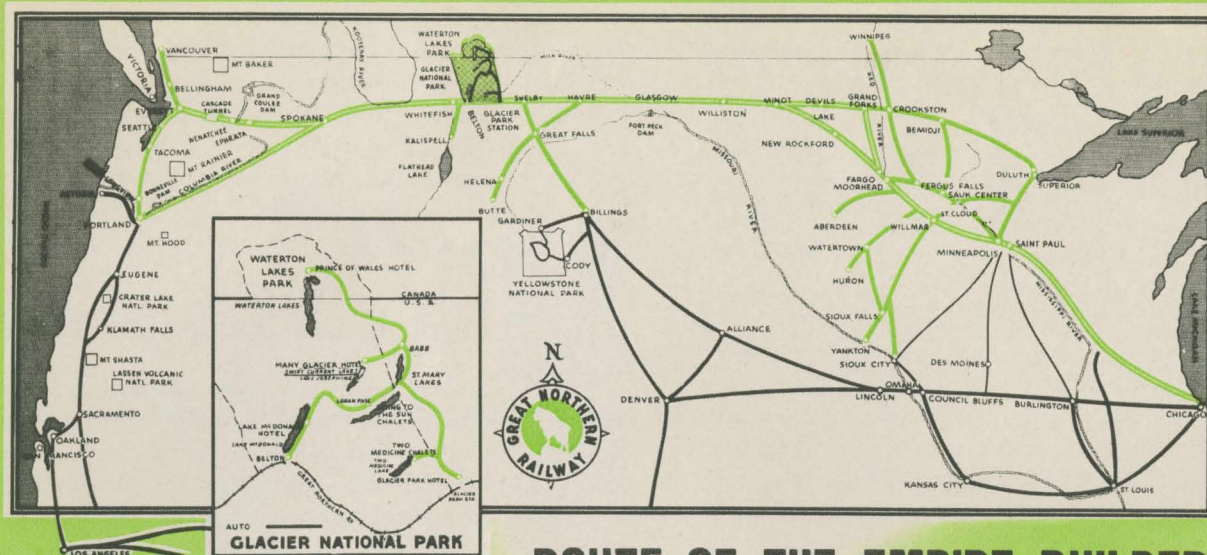 VANCOUVER
MT BAKER
VICTORIA
BELLINGHAM
EVERETT
CASCADE TUNNEL
GRAND COULEE DAM
KOOTENAY RIVER
SEATTLE
WENATCHEE
EPHRATA
SPOKANE
TACOMA
MT RAINIER
LONGVIEW
BONNEVILLE DAM
COLUMBIA RIVER
ASTORIA
PORTLAND
MT. HOOD
EUGENE
CRATER LAKE
NATL. PARK
KLAMATH FALLS
MT SHASTA
LASSEN VOLCANIC
NATL PARK
SACRAMENTO
OAKLAND
SAN FRANCISCO
LOS ANGELES
WATERTON
LAKES
PARK
GLACIER
NATIONAL
PARK
MILK RIVER
WHITEFISH
BELTON
GLACIER
PARK
STATION
SHELBY
HAVRE
GLASGOW
WILLISTON
MINOT
DEVILS
LAKE
GRAND
FORKS
WINNIPEG
RED
RIVER
CROOKSTON
BEMIDJI
LAKE SUPERIOR
KALISPELL
FLATHEAD
LAKE
GREAT FALLS
FORT PECK
DAM
MISSOURI
RIVER
NEW ROCKFORD
DULUTH
SUPERIOR
HELENA
BUTTE
FARGO
MOORHEAD
FERGUS FALLS
SAUK CENTER
ST. CLOUD
GARDINER
BILLINGS
CODY
YELLOWSTONE
NATIONAL PARK
ABERDEEN
WILLMAR
WATERTOWN
MINNEAPOLIS
SAINT PAUL
HURON
SIOUX FALLS
MISSISSIPPI RIVER
YANKTON
SIOUX CITY
LAKE MICHIGAN
ALLIANCE
DES MOINES
DENVER
LINCOLN
OMAHA
COUNCIL BLUFFS
BURLINGTON
CHICAGO
KANSAS CITY
ST LOUIS
N
GREAT NORTHERN
RAILWAY
WATERTON
LAKES
PARK
PRINCE OF WALES HOTEL
WATERTON LAKES
CANADA
U. S. A
BABB
MANY GLACIER HOTEL
SWIFT CURRENT LAKE
LAKE JOSEPHINE
ST. MARY
LAKES
LOGAN PASS
GOING TO
THE SUN
CHALETS
LAKE McDONALD
HOTEL
LAKE McDONALD
TWO
MEDICINE CHALETS
TWO
MEDICINE
LAKE
BELTON
GLACIER PARK HOTEL
GREAT NORTHERN RY
GLACIER
PARK STA
AUTO
GLACIER NATIONAL PARK
ROUTE OF THE EMPIRE BUILDER